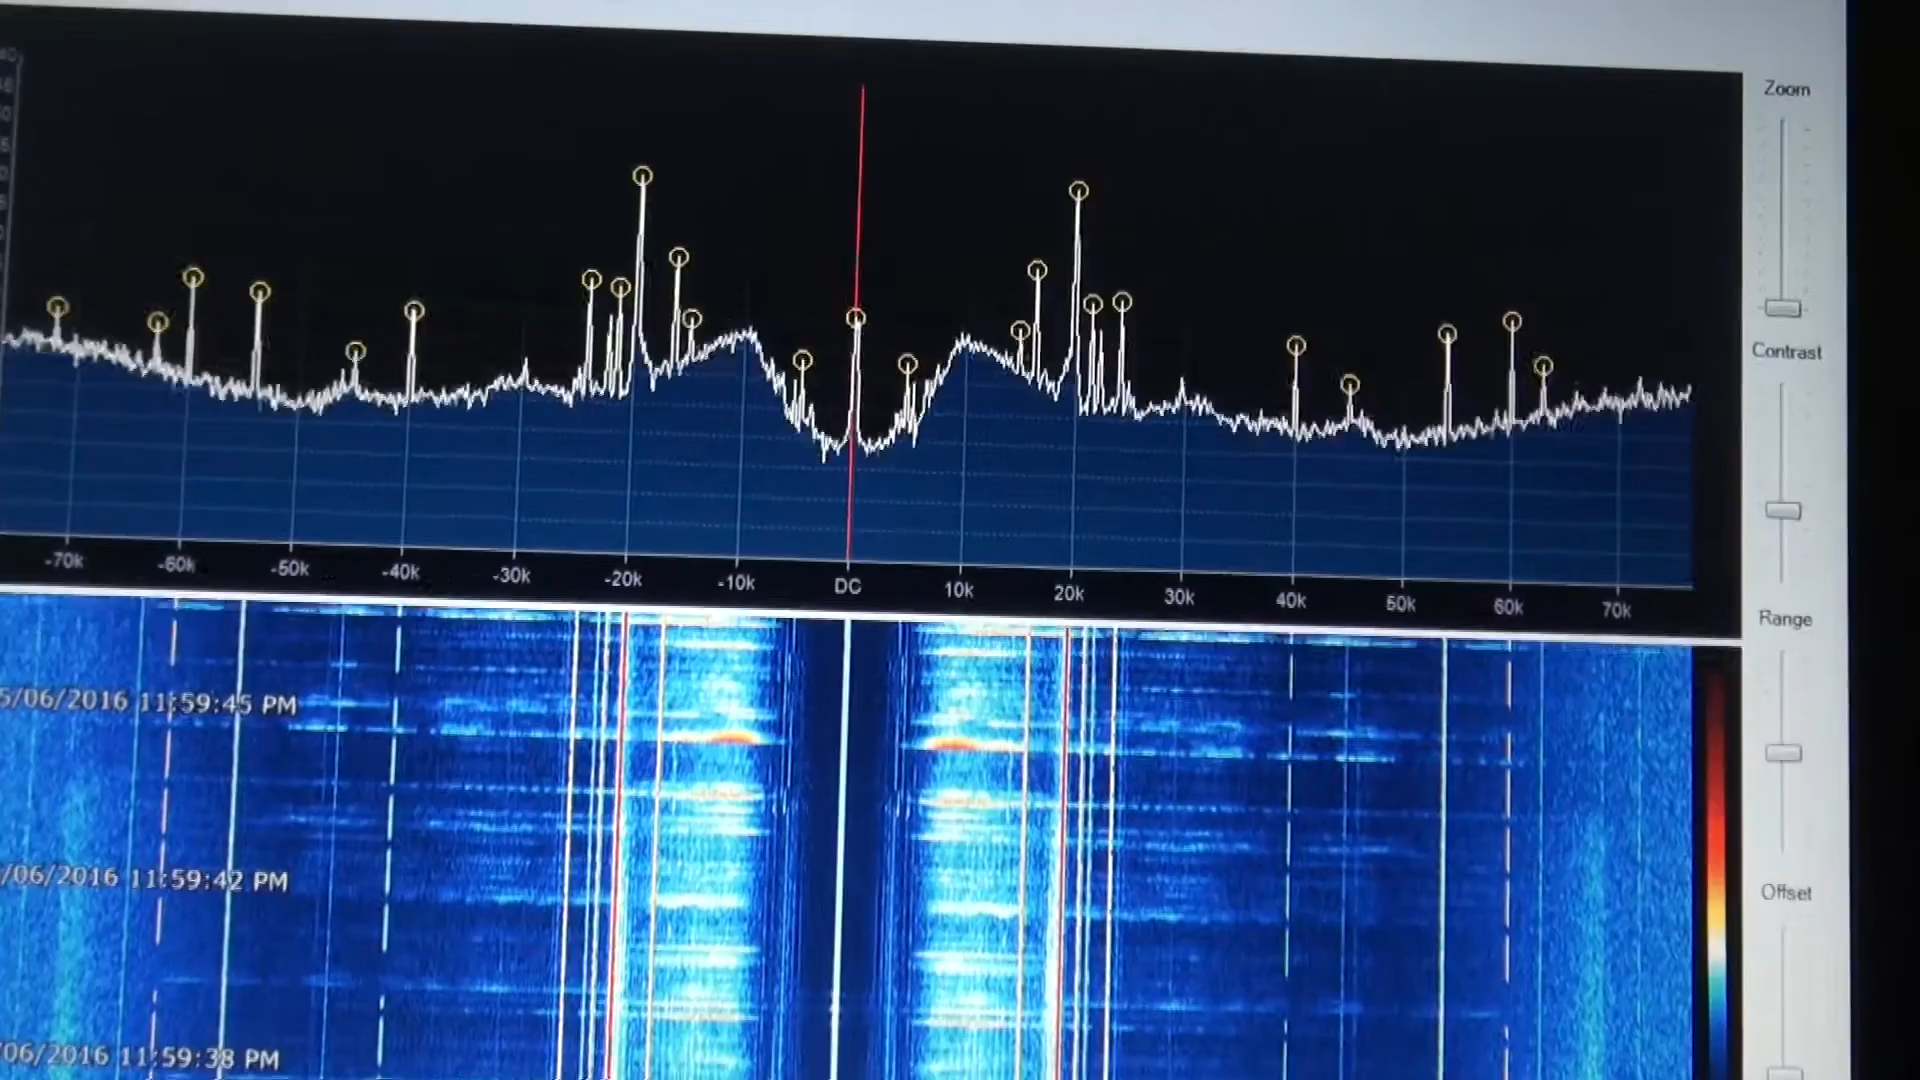 Zoom
Contrast
-70k -60k -50k -40k -30k -20k -10k DC 10k 20k 30k 40k 50k 60k 70k
Range
5/06/2016 11:59:45 PM
/06/2016 11:59:42 PM
Offset
/06/2016 11:59:38 PM